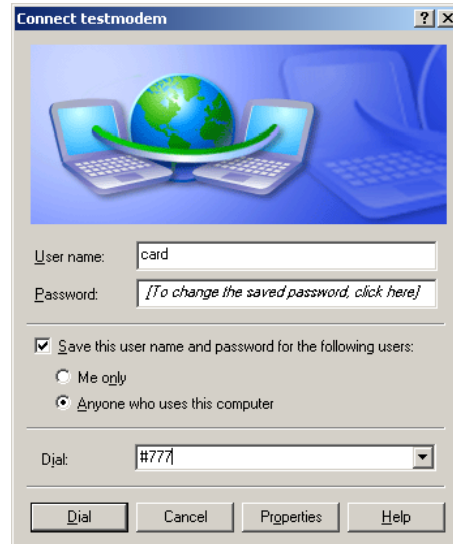 Connect testmodem
User name: card
Password: [To change the saved password, click here]
Save this user name and password for the following users:
Me only
Anyone who uses this computer
Dial: #777
Dial Cancel Properties Help